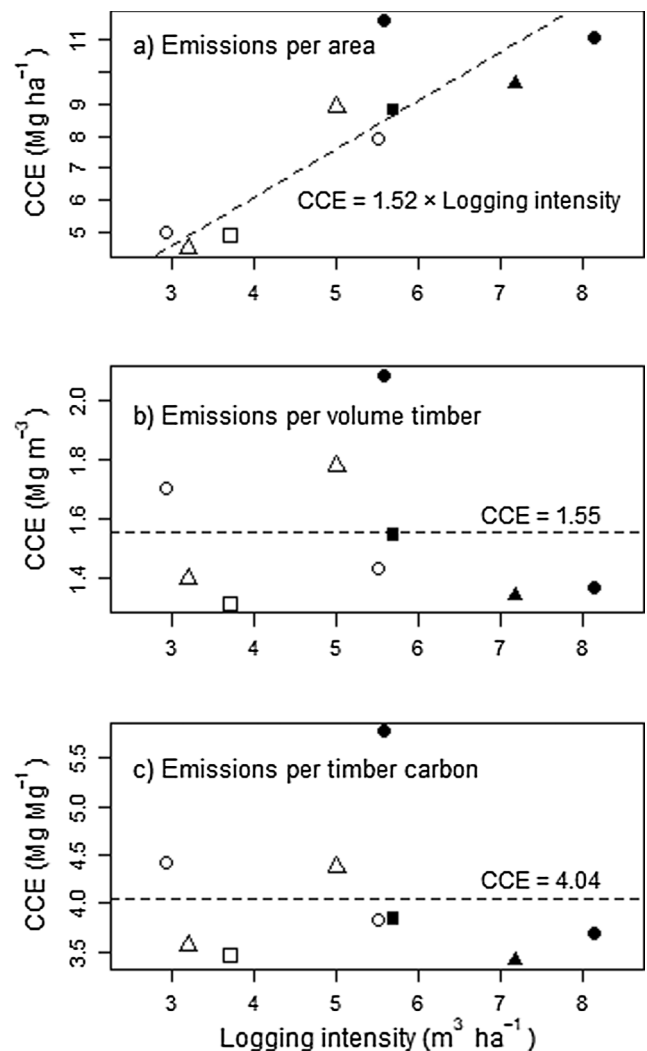 a) Emissions per area
CCE (Mg ha⁻¹)
11
9
8
7
6
5
CCE = 1.52 × Logging intensity
3 4 5 6 7 8
b) Emissions per volume timber
CCE (Mg m⁻³)
2.0
1.8
1.6
1.4
CCE = 1.55
3 4 5 6 7 8
c) Emissions per timber carbon
CCE (Mg Mg⁻¹)
5.5
5.0
4.5
4.0
3.5
CCE = 4.04
3 4 5 6 7 8
Logging intensity (m³ ha⁻¹)